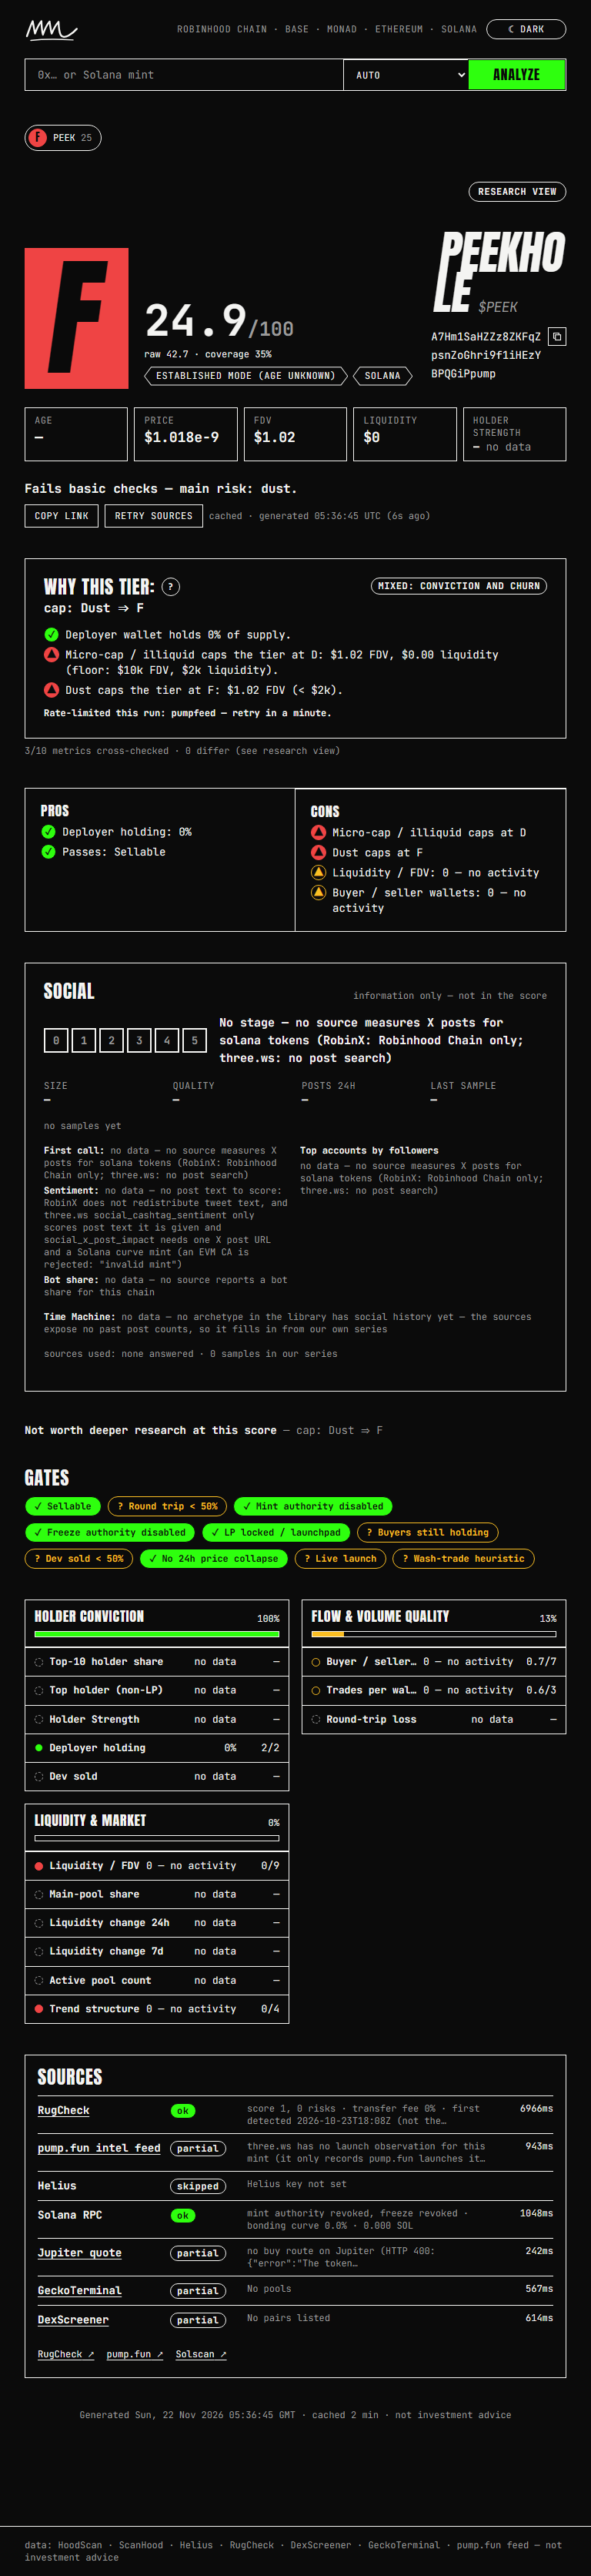 ROBINHOOD CHAIN · BASE · MONAD · ETHEREUM · SOLANA
☾ DARK
0x… or Solana mint
AUTO
ANALYZE
F PEEK 25
RESEARCH VIEW
F
24.9/100
raw 42.7 · coverage 35%
ESTABLISHED MODE (AGE UNKNOWN)
SOLANA
PEEKHO
LE $PEEK
A7Hm1SaHZZz8ZKFqZ
psnZoGhri9f1iHEzY
BPQGiPpump
AGE
—
PRICE
$1.018e-9
FDV
$1.02
LIQUIDITY
$0
HOLDER
STRENGTH
— no data
Fails basic checks — main risk: dust.
COPY LINK
RETRY SOURCES
cached · generated 05:36:45 UTC (6s ago)
WHY THIS TIER: ?
MIXED: CONVICTION AND CHURN
cap: Dust ⇒ F
✓ Deployer wallet holds 0% of supply.
Micro-cap / illiquid caps the tier at D: $1.02 FDV, $0.00 liquidity
(floor: $10k FDV, $2k liquidity).
Dust caps the tier at F: $1.02 FDV (< $2k).
Rate-limited this run: pumpfeed — retry in a minute.
3/10 metrics cross-checked · 0 differ (see research view)
PROS
✓ Deployer holding: 0%
✓ Passes: Sellable
CONS
Micro-cap / illiquid caps at D
Dust caps at F
Liquidity / FDV: 0 — no activity
Buyer / seller wallets: 0 — no
activity
SOCIAL
information only — not in the score
0 1 2 3 4 5
No stage — no source measures X posts for
solana tokens (RobinX: Robinhood Chain only;
three.ws: no post search)
SIZE
—
QUALITY
—
POSTS 24H
—
LAST SAMPLE
—
no samples yet
First call: no data — no source measures X
posts for solana tokens (RobinX: Robinhood
Chain only; three.ws: no post search)
Sentiment: no data — no post text to score:
RobinX does not redistribute tweet text, and
three.ws social_cashtag_sentiment only
scores post text it is given and
social_x_post_impact needs one X post URL
and a Solana curve mint (an EVM CA is
rejected: "invalid mint")
Bot share: no data — no source reports a bot
share for this chain
Top accounts by followers
no data — no source measures X posts for
solana tokens (RobinX: Robinhood Chain only;
three.ws: no post search)
Time Machine: no data — no archetype in the library has social history yet — the sources
expose no past post counts, so it fills in from our own series
sources used: none answered · 0 samples in our series
Not worth deeper research at this score — cap: Dust ⇒ F
GATES
✓ Sellable
? Round trip < 50%
✓ Mint authority disabled
✓ Freeze authority disabled
✓ LP locked / launchpad
? Buyers still holding
? Dev sold < 50%
✓ No 24h price collapse
? Live launch
? Wash-trade heuristic
HOLDER CONVICTION 100%
Top-10 holder share no data —
Top holder (non-LP) no data —
Holder Strength no data —
Deployer holding 0% 2/2
Dev sold no data —
FLOW & VOLUME QUALITY 13%
Buyer / seller… 0 — no activity 0.7/7
Trades per wal… 0 — no activity 0.6/3
Round-trip loss no data —
LIQUIDITY & MARKET 0%
Liquidity / FDV 0 — no activity 0/9
Main-pool share no data —
Liquidity change 24h no data —
Liquidity change 7d no data —
Active pool count no data —
Trend structure 0 — no activity 0/4
SOURCES
RugCheck ok score 1, 0 risks · transfer fee 0% · first 6966ms
detected 2026-10-23T18:08Z (not the…
pump.fun intel feed partial three.ws has no launch observation for this 943ms
mint (it only records pump.fun launches it…
Helius skipped Helius key not set
Solana RPC ok mint authority revoked, freeze revoked · 1048ms
bonding curve 0.0% · 0.000 SOL
Jupiter quote partial no buy route on Jupiter (HTTP 400: 242ms
{"error":"The token…
GeckoTerminal partial No pools 567ms
DexScreener partial No pairs listed 614ms
RugCheck ↗ pump.fun ↗ Solscan ↗
Generated Sun, 22 Nov 2026 05:36:45 GMT · cached 2 min · not investment advice
data: HoodScan · ScanHood · Helius · RugCheck · DexScreener · GeckoTerminal · pump.fun feed — not
investment advice